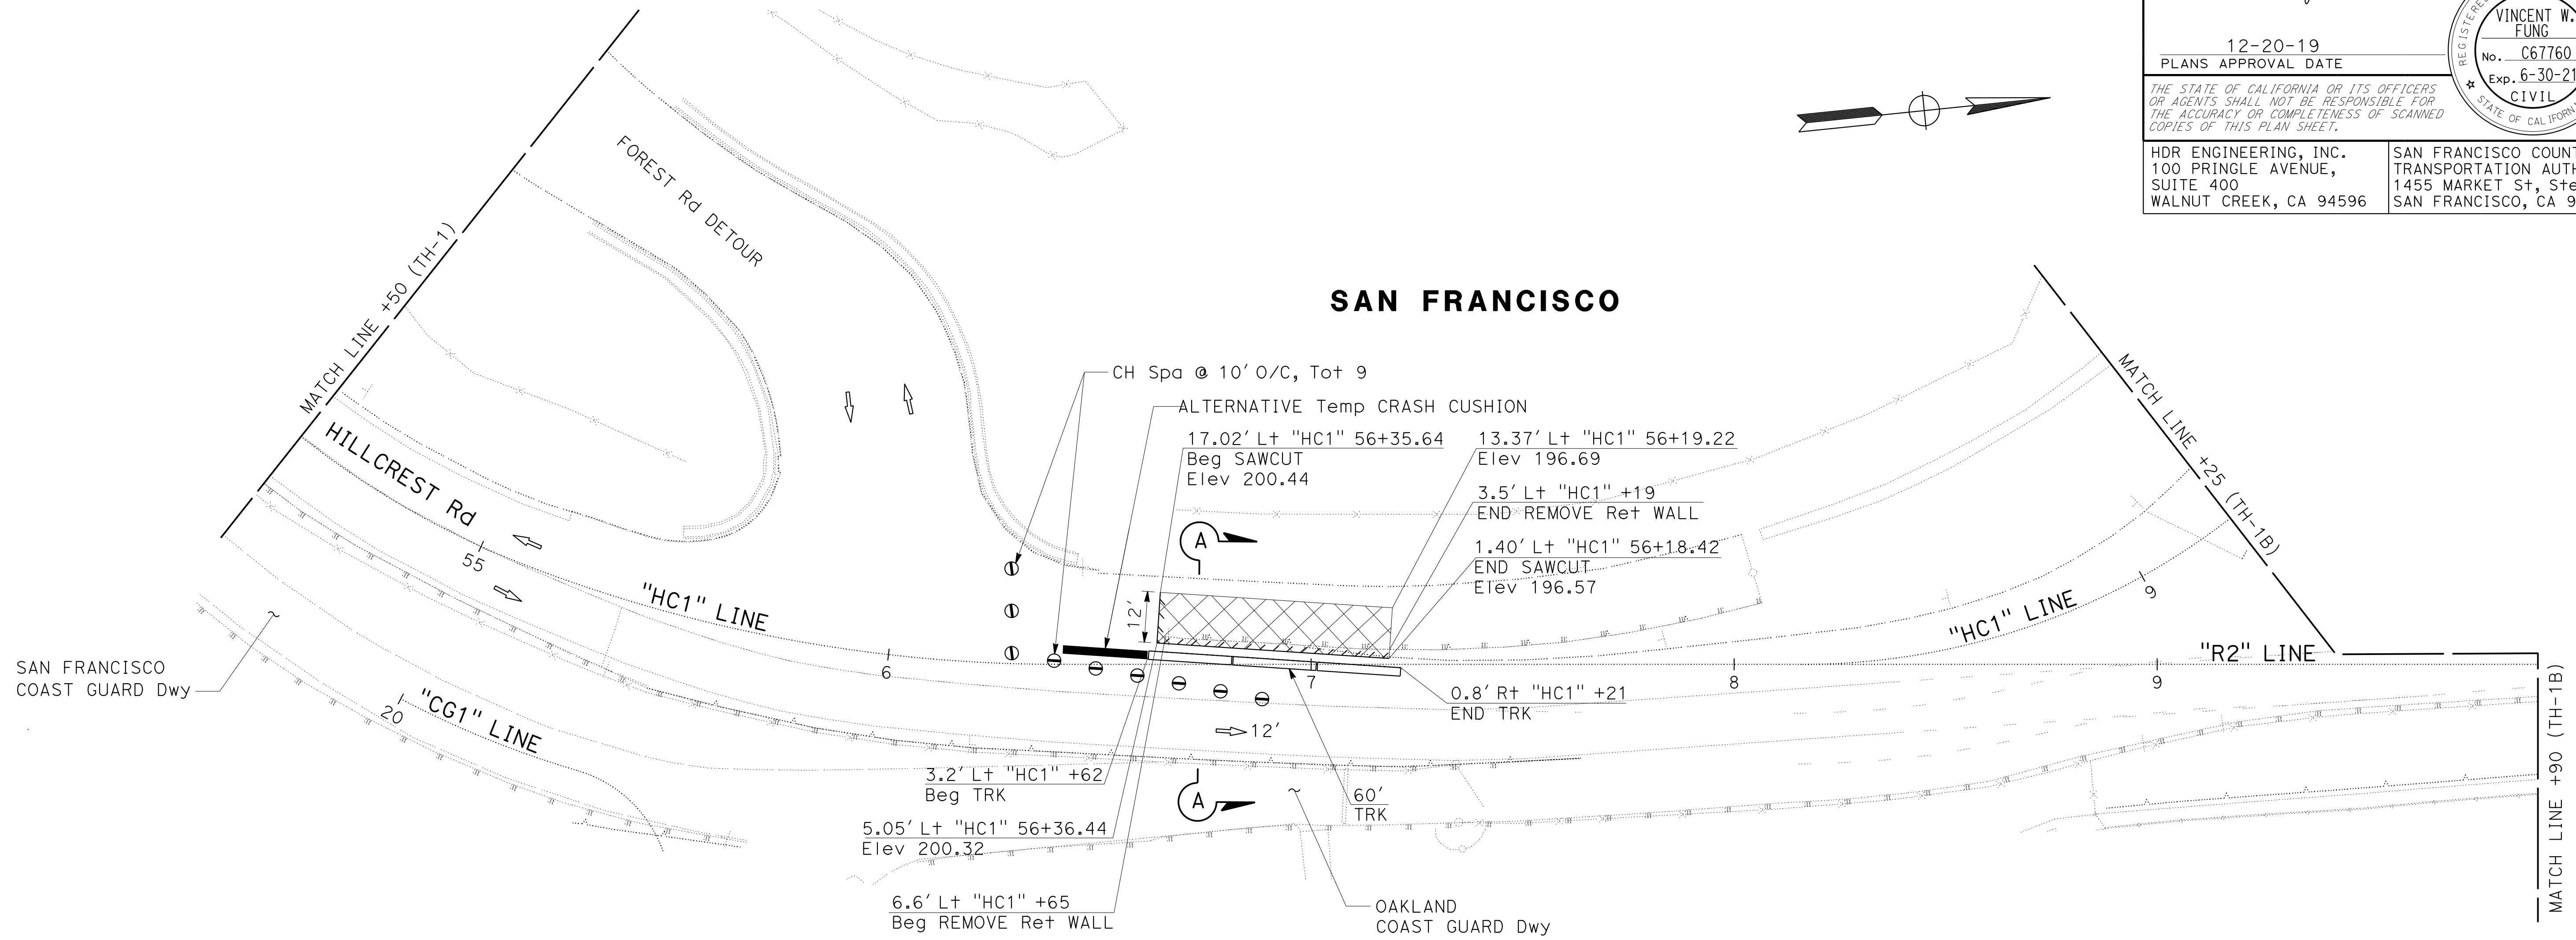 12-20-19
PLANS APPROVAL DATE
VINCENT W.
FUNG
No. C67760
Exp. 6-30-21
CIVIL
STATE OF
THE STATE OF CALIFORNIA OR ITS OFFICERS
OR AGENTS SHALL NOT BE RESPONSIBLE FOR
THE ACCURACY OR COMPLETENESS OF SCANNED
COPIES OF THIS PLAN SHEET.
HDR ENGINEERING, INC.
100 PRINGLE AVENUE,
SUITE 400
WALNUT CREEK, CA 94596
SAN FRANCISCO
TRANSPORTATION
1455 MARKET St, Ste
SAN FRANCISCO, CA
MATCH LINE +50 (TH-1)
FOREST Rd DETOUR
SAN FRANCISCO
CH Spa @ 10' O/C, Tot 9
ALTERNATIVE Temp CRASH CUSHION
17.02' Lt "HC1" 56+35.64
Beg SAWCUT
Elev 200.44
13.37' Lt "HC1" 56+19.22
Elev 196.69
3.5' Lt "HC1" +19
END REMOVE Ret WALL
1.40' Lt "HC1" 56+18.42
END SAWCUT
Elev 196.57
MATCH LINE +25 (TH-1B)
HILLCREST Rd
55
"HC1" LINE
A
12'
6
7
8
9
"HC1" LINE
9
"R2" LINE
SAN FRANCISCO
COAST GUARD Dwy
20
"CG1" LINE
0.8' Rt "HC1" +21
END TRK
12'
3.2' Lt "HC1" +62
Beg TRK
A
60'
TRK
5.05' Lt "HC1" 56+36.44
Elev 200.32
6.6' Lt "HC1" +65
Beg REMOVE Ret WALL
OAKLAND
COAST GUARD Dwy
MATCH LINE +90 (TH-1B)